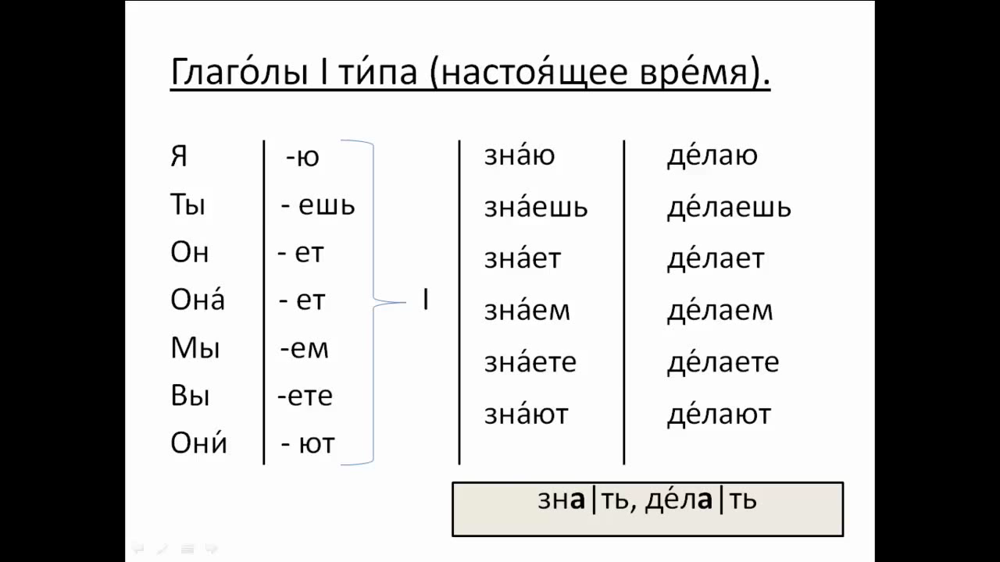 Глаго́лы I ти́па (настоя́щее вре́мя).
Я -ю зна́ю де́лаю
Ты - ешь зна́ешь де́лаешь
Он - ет зна́ет де́лает
Она́ - ет I зна́ем де́лаем
Мы -ем зна́ете де́лаете
Вы -ете зна́ют де́лают
Они́ - ют
зна|ть, де́ла|ть